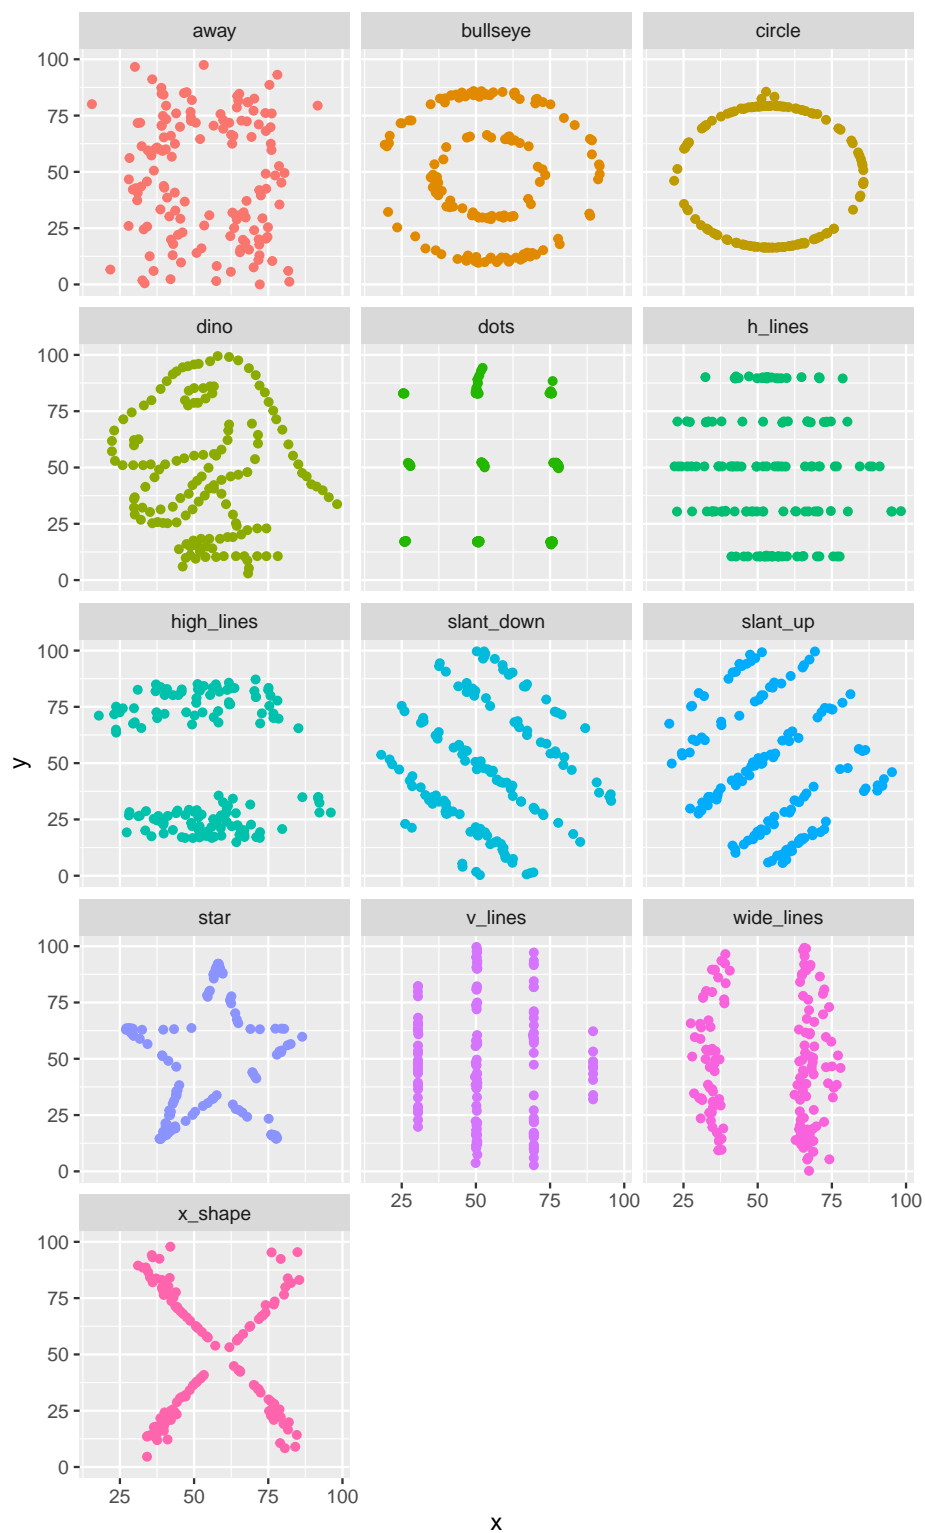 away bullseye circle
100
75
50
25
0
dino dots h_lines
100
75
50
25
0
high_lines slant_down slant_up
100
75
50
25
0
y
star v_lines wide_lines
100
75
50
25
0
25 50 75 100 25 50 75 100
x_shape
100
75
50
25
0
25 50 75 100
x